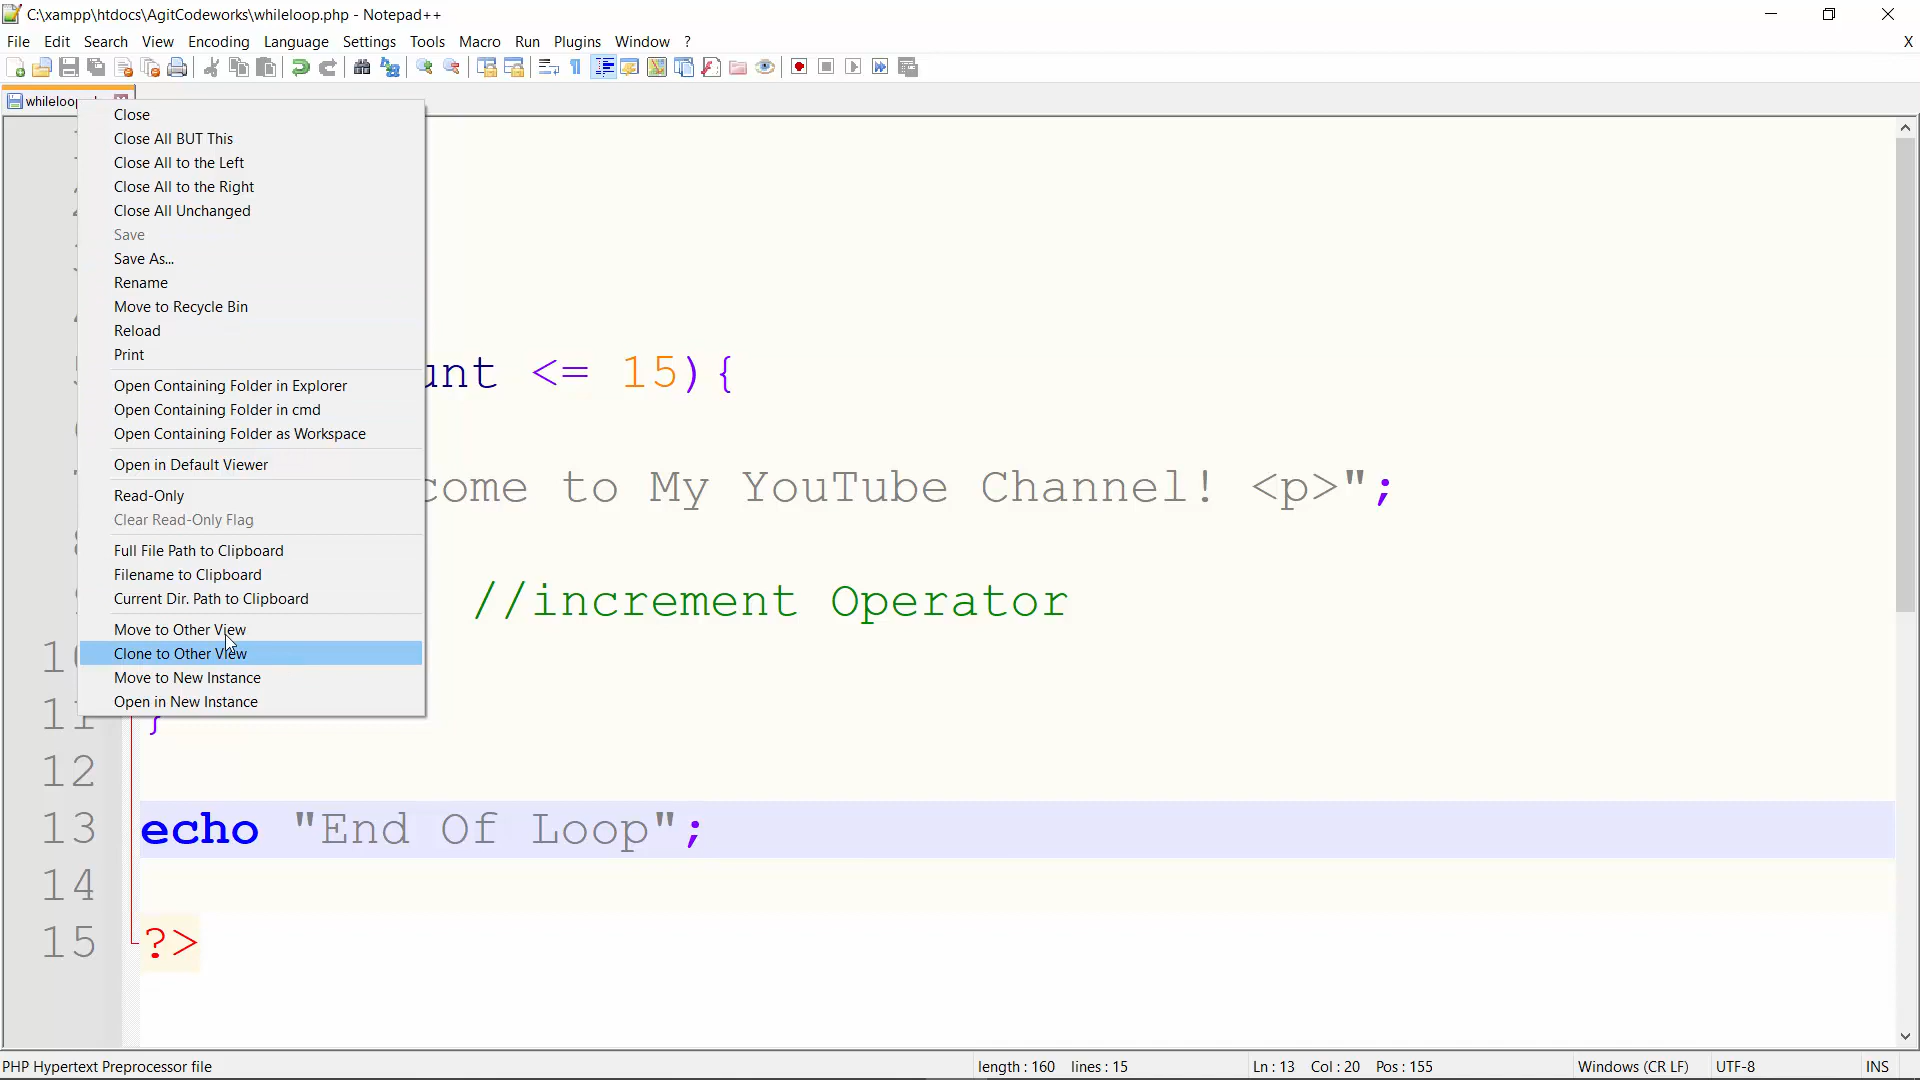 C:\xampp\htdocs\AgitCodeworks\whileloop.php - Notepad++
File Edit Search View Encoding Language Settings Tools Macro Run Plugins Window ? X
Close
Close All BUT This
Close All to the Left
Close All to the Right
Close All Unchanged
Save
Save As...
Rename
Move to Recycle Bin
Reload
Print
Open Containing Folder in Explorer
Open Containing Folder in cmd
Open Containing Folder as Workspace
Open in Default Viewer
Read-Only
Clear Read-Only Flag
Full File Path to Clipboard
Filename to Clipboard
Current Dir. Path to Clipboard
Move to Other View
Clone to Other View
Move to New Instance
Open in New Instance
unt <= 15){
come to My YouTube Channel! <p>";
//increment Operator
11 }
12
13 echo "End Of Loop";
14
15 ?>
PHP Hypertext Preprocessor file length : 160 lines : 15 Ln : 13 Col : 20 Pos : 155 Windows (CR LF) UTF-8 INS